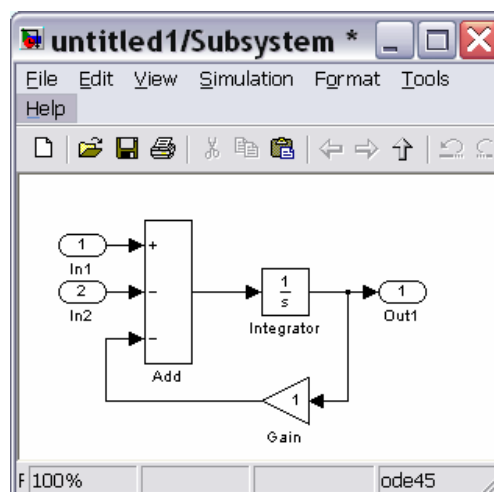 untitled1/Subsystem *
File Edit View Simulation Format Tools
Help
1
+
In1
2
−
In2
1
s
Integrator
1
Out1
−
Add
1
Gain
F 100% ode45